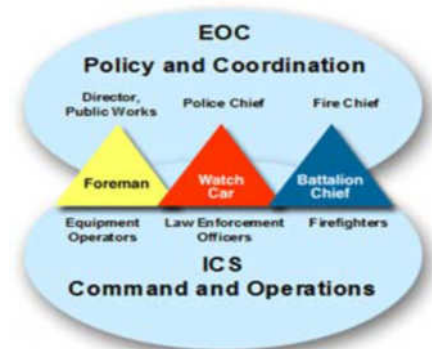 EOC
Policy and Coordination
Director,
Public Works
Police Chief
Fire Chief
Foreman
Watch
Car
Battalion
Chief
Equipment
Operators
Law Enforcement
Officers
Firefighters
ICS
Command and Operations